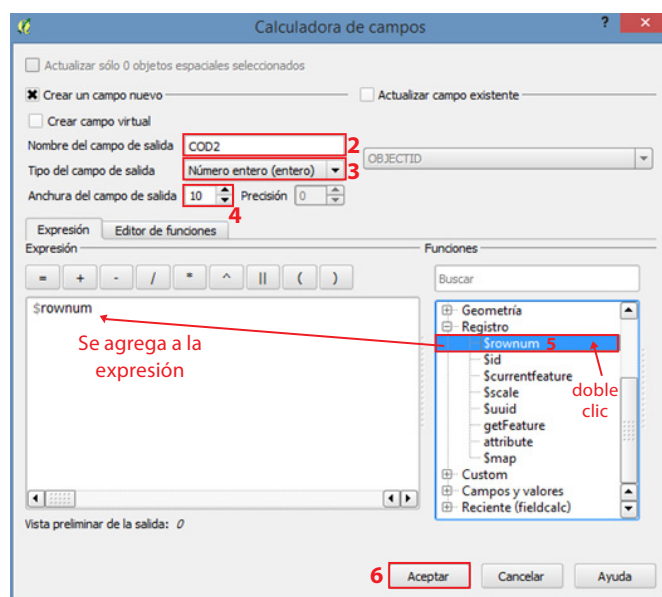 Calculadora de campos
Actualizar sólo 0 objetos espaciales seleccionados
Crear un campo nuevo
Actualizar campo existente
Crear campo virtual
Nombre del campo de salida COD2 2
Tipo del campo de salida Número entero (entero) 3
OBJECTID
Anchura del campo de salida 10 Precisión 0
4
Expresión Editor de funciones
Expresión
Funciones
= + - / * ^ || ( )
Buscar
$rownum
Se agrega a la
expresión
Geometría
Registro
$rownum 5
$id
$currentfeature
$scale
$uuid
getFeature
attribute
$map
doble
clic
Custom
Campos y valores
Reciente (fieldcalc)
Vista preliminar de la salida: 0
6 Aceptar Cancelar Ayuda